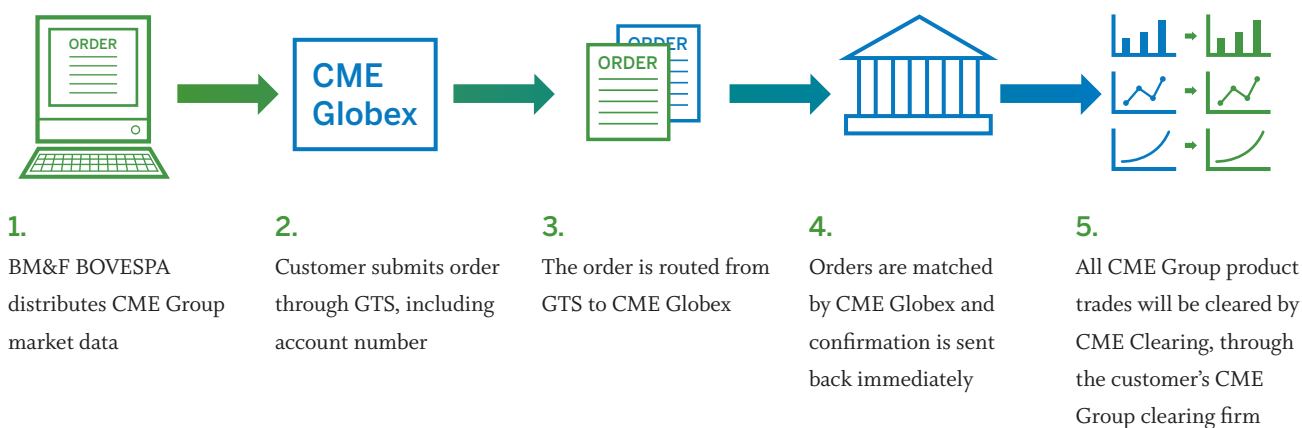 ORDER
CME
Globex
ORDER
ORDER
1.
BM&F BOVESPA
distributes CME Group
market data
2.
Customer submits order
through GTS, including
account number
3.
The order is routed from
GTS to CME Globex
4.
Orders are matched
by CME Globex and
confirmation is sent
back immediately
5.
All CME Group product
trades will be cleared by
CME Clearing, through
the customer’s CME
Group clearing firm